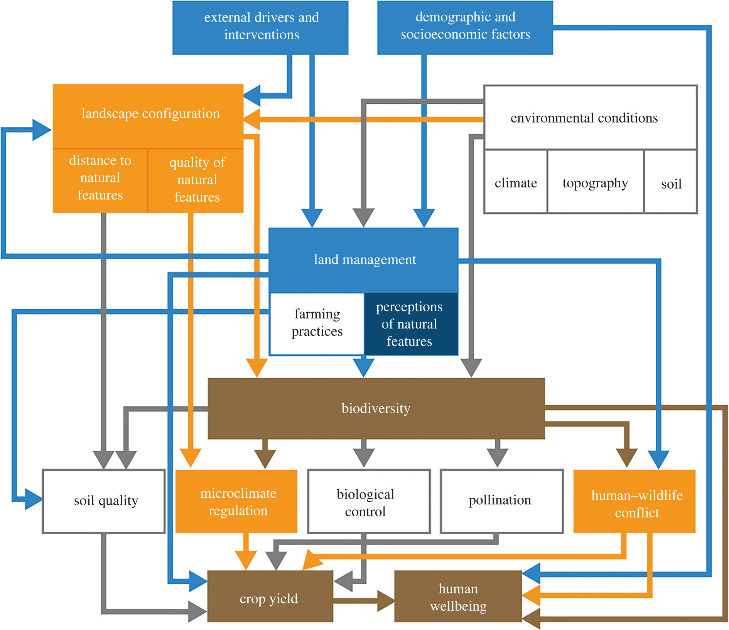 external drivers and
interventions
demographic and
socioeconomic factors
landscape configuration
environmental conditions
distance to
natural
features
quality of
natural
features
climate
topography
soil
land management
farming
practices
perceptions
of natural
features
biodiversity
soil quality
microclimate
regulation
biological
control
pollination
human–wildlife
conflict
crop yield
human
wellbeing